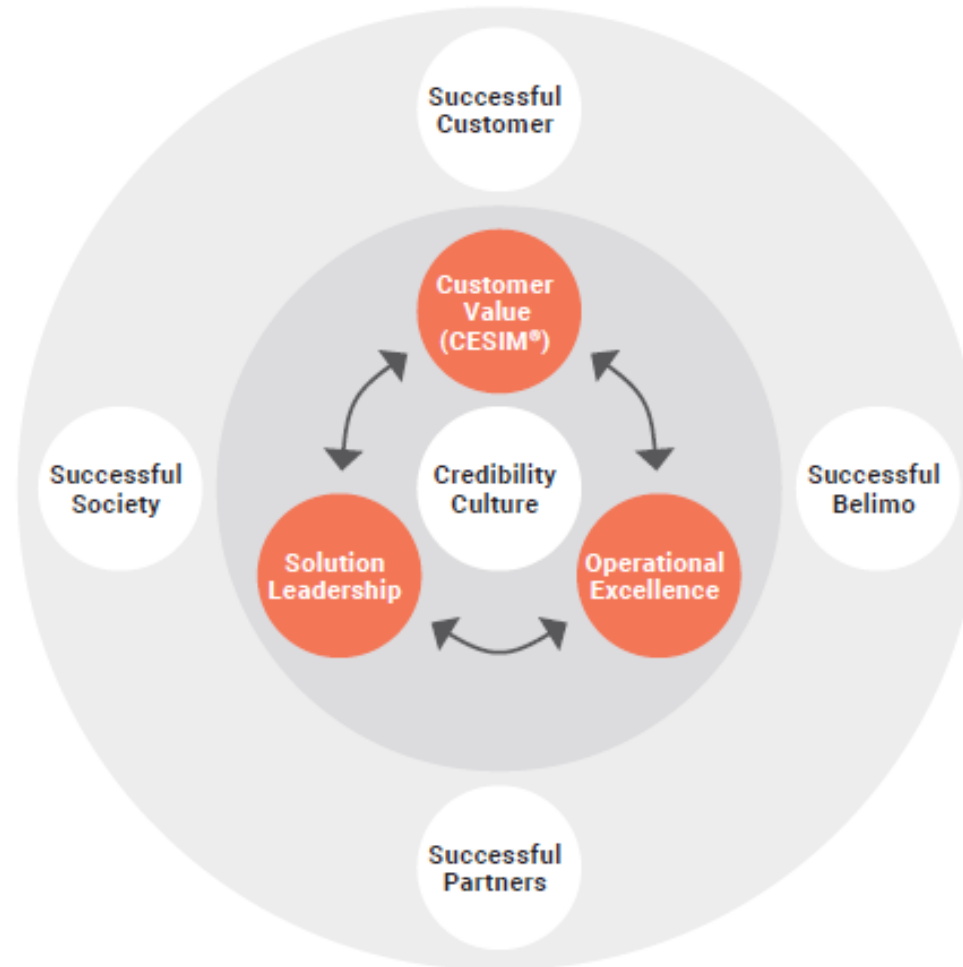 Successful
Customer
Customer
Value
(CESIM®)
Successful
Society
Credibility
Culture
Successful
Belimo
Solution
Leadership
Operational
Excellence
Successful
Partners